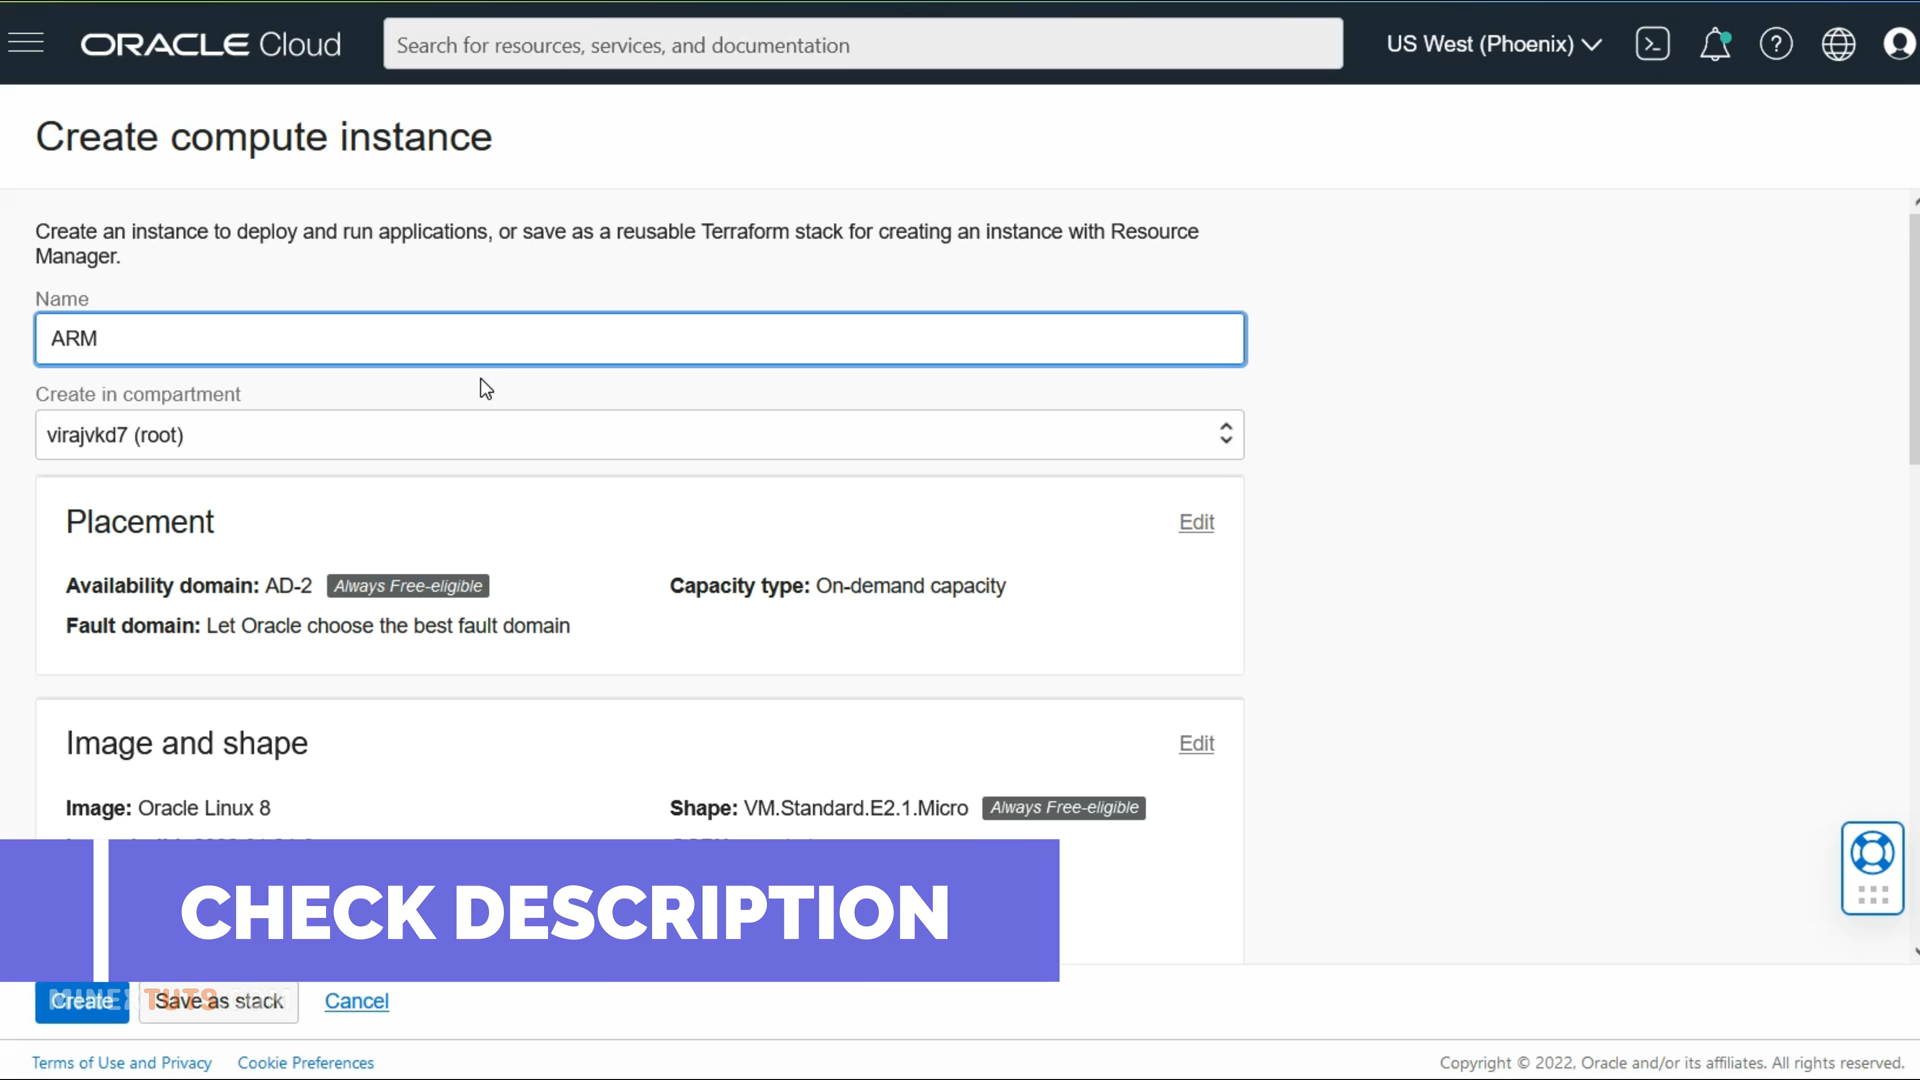 ORACLE Cloud
Search for resources, services, and documentation
US West (Phoenix)
Create compute instance
Create an instance to deploy and run applications, or save as a reusable Terraform stack for creating an instance with Resource
Manager.
Name
ARM
Create in compartment
virajvkd7 (root)
Placement
Edit
Availability domain: AD-2 Always Free-eligible
Capacity type: On-demand capacity
Fault domain: Let Oracle choose the best fault domain
Image and shape
Edit
Image: Oracle Linux 8
Shape: VM.Standard.E2.1.Micro Always Free-eligible
CHECK DESCRIPTION
Create
Save as stack
Cancel
Terms of Use and Privacy
Cookie Preferences
Copyright © 2022, Oracle and/or its affiliates. All rights reserved.